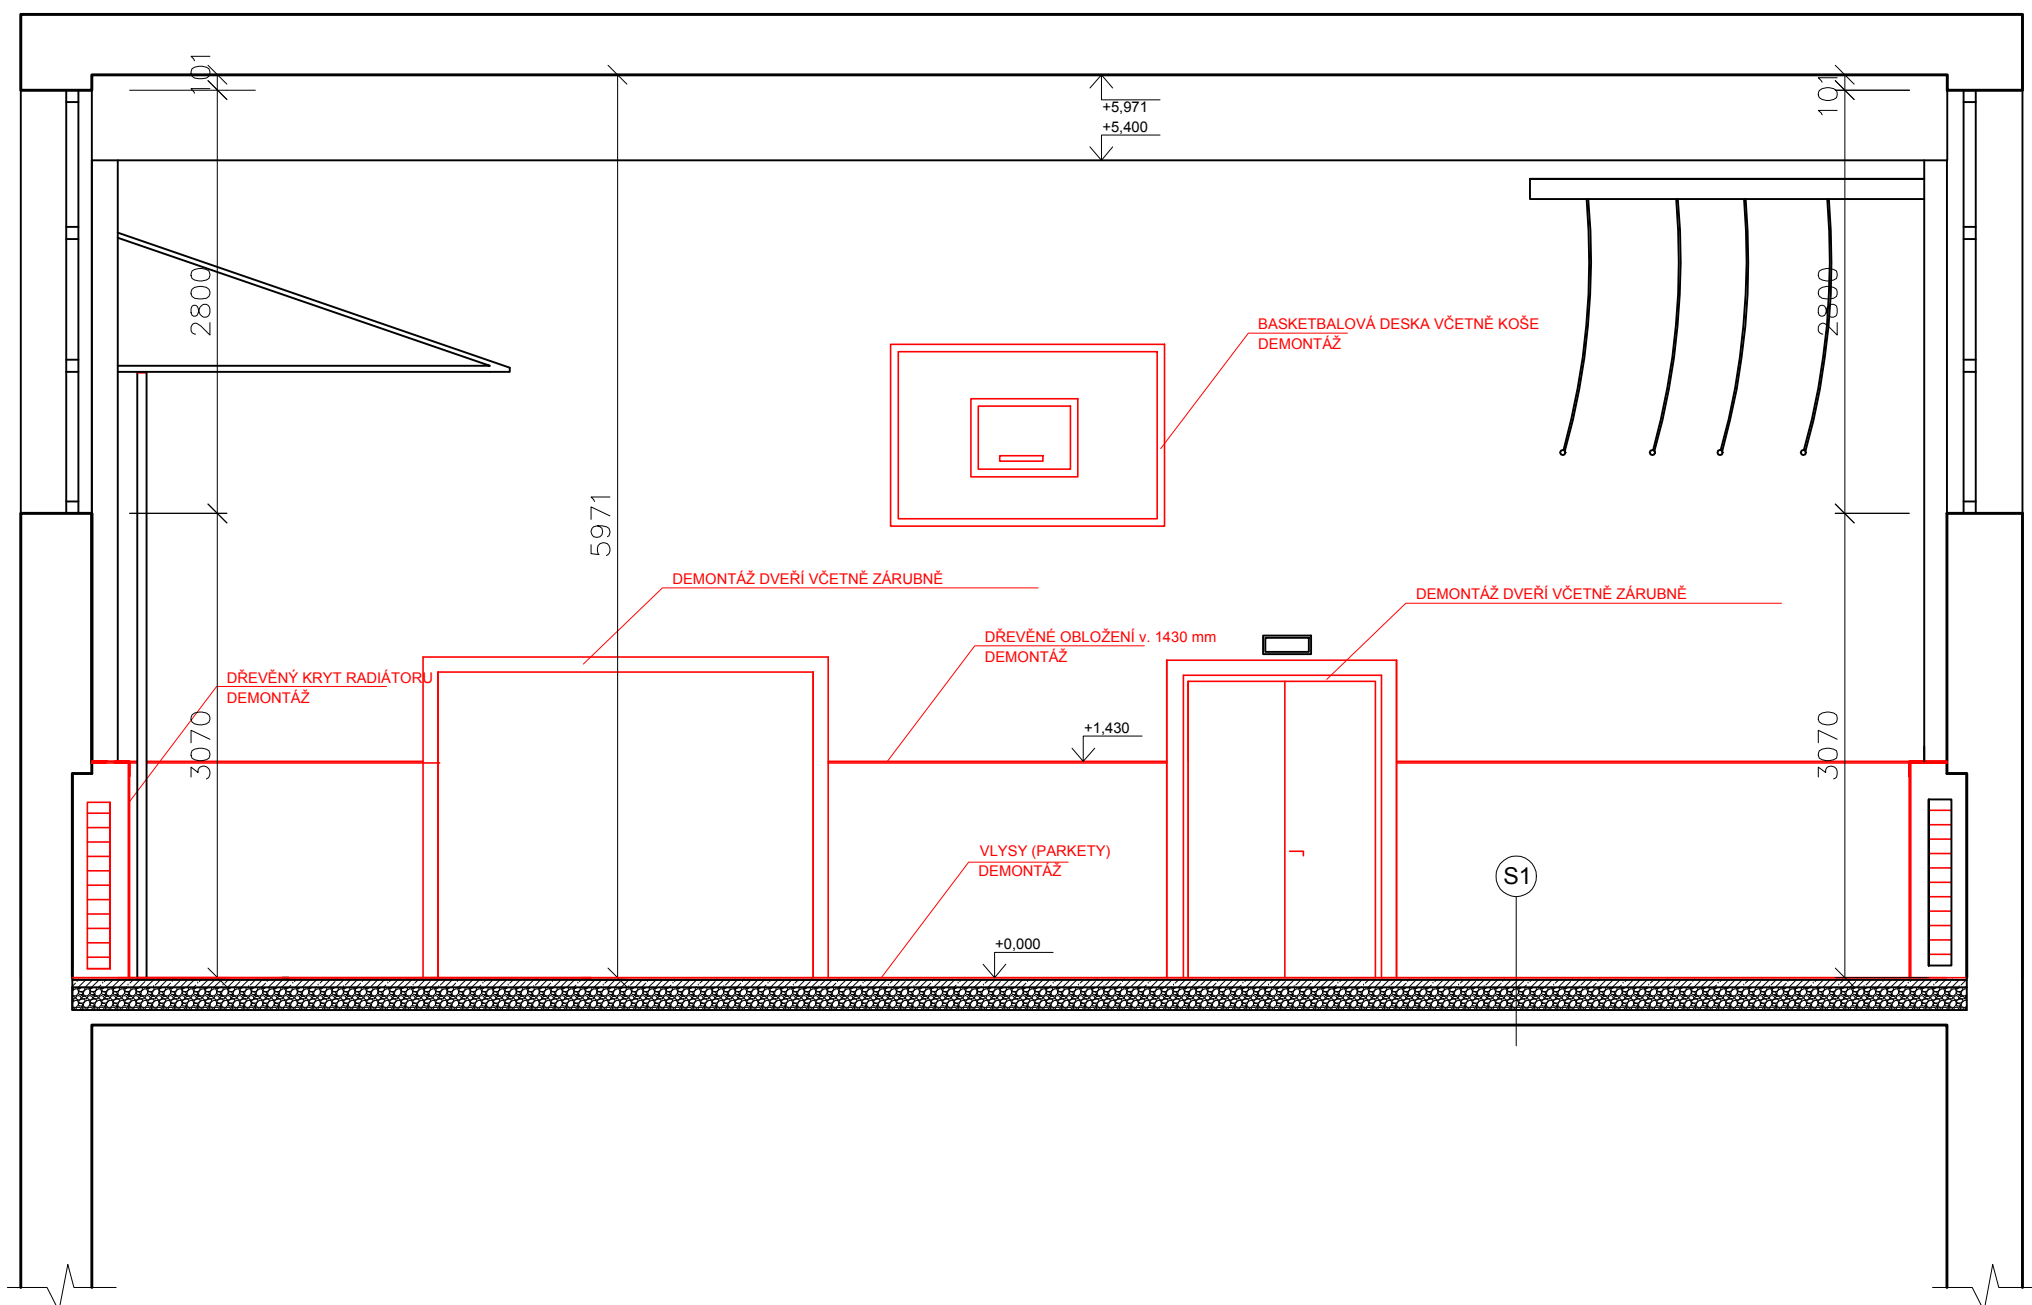 101
+5,971
+5,400
101
2800
2800
BASKETBALOVÁ DESKA VČETNĚ KOŠE
DEMONTÁŽ
5971
DEMONTÁŽ DVEŘÍ VČETNĚ ZÁRUBNĚ
DEMONTÁŽ DVEŘÍ VČETNĚ ZÁRUBNĚ
DŘEVĚNÉ OBLOŽENÍ v. 1430 mm
DEMONTÁŽ
DŘEVĚNÝ KRYT RADIÁTORU
DEMONTÁŽ
3070
+1,430
3070
VLYSY (PARKETY)
DEMONTÁŽ
S1
+0,000